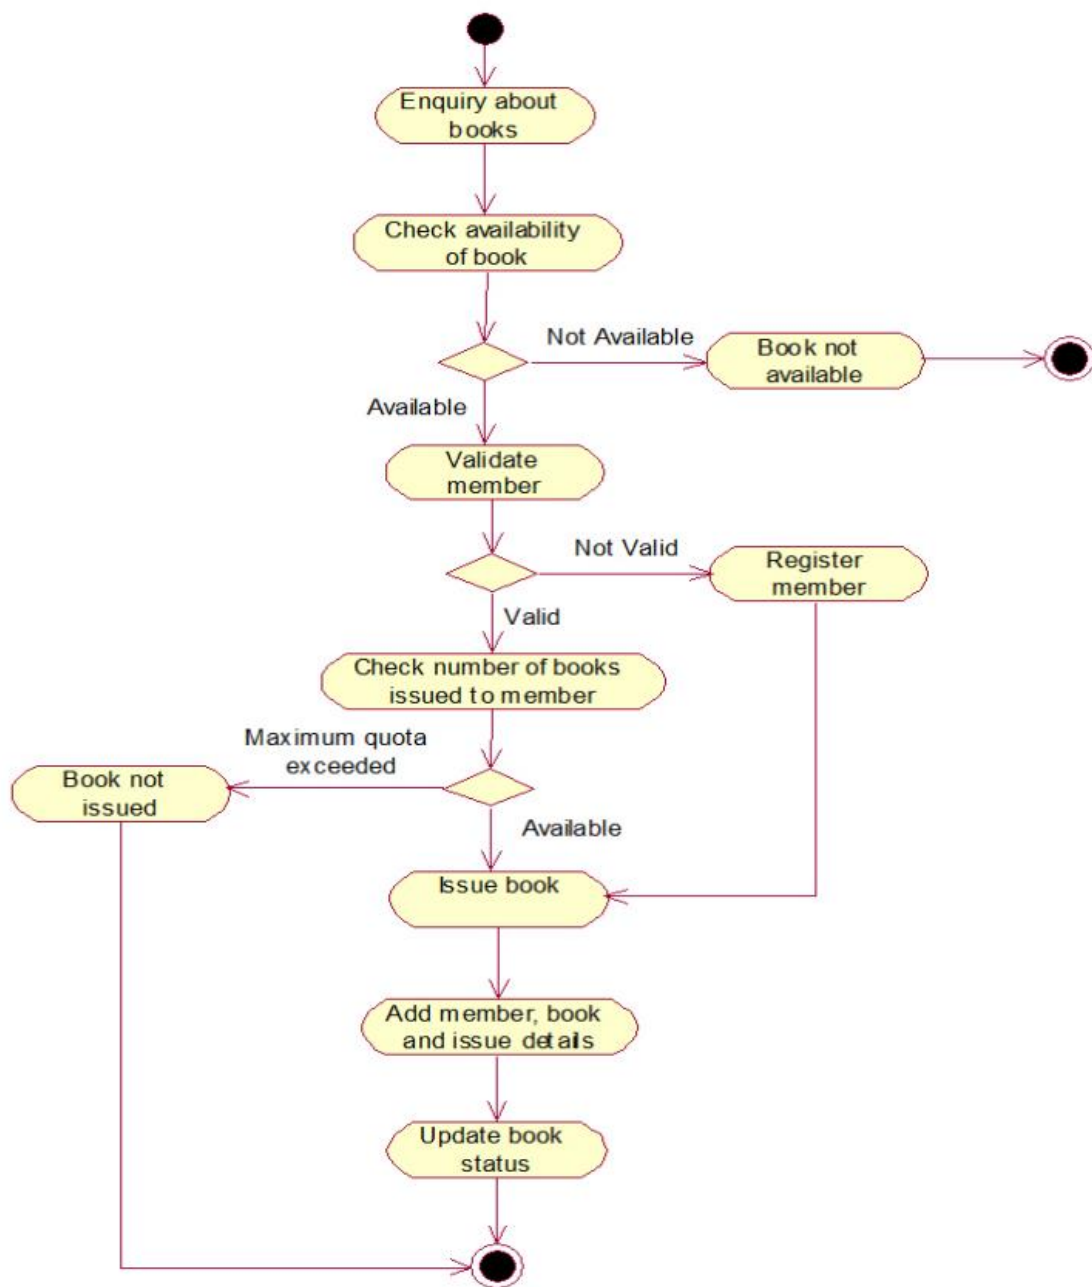 Enquiry about
books
Check availability
of book
Not Available
Book not
available
Available
Validate
member
Not Valid
Register
member
Valid
Check number of books
issued to member
Maximum quota
exceeded
Book not
issued
Available
Issue book
Add member, book
and issue details
Update book
status